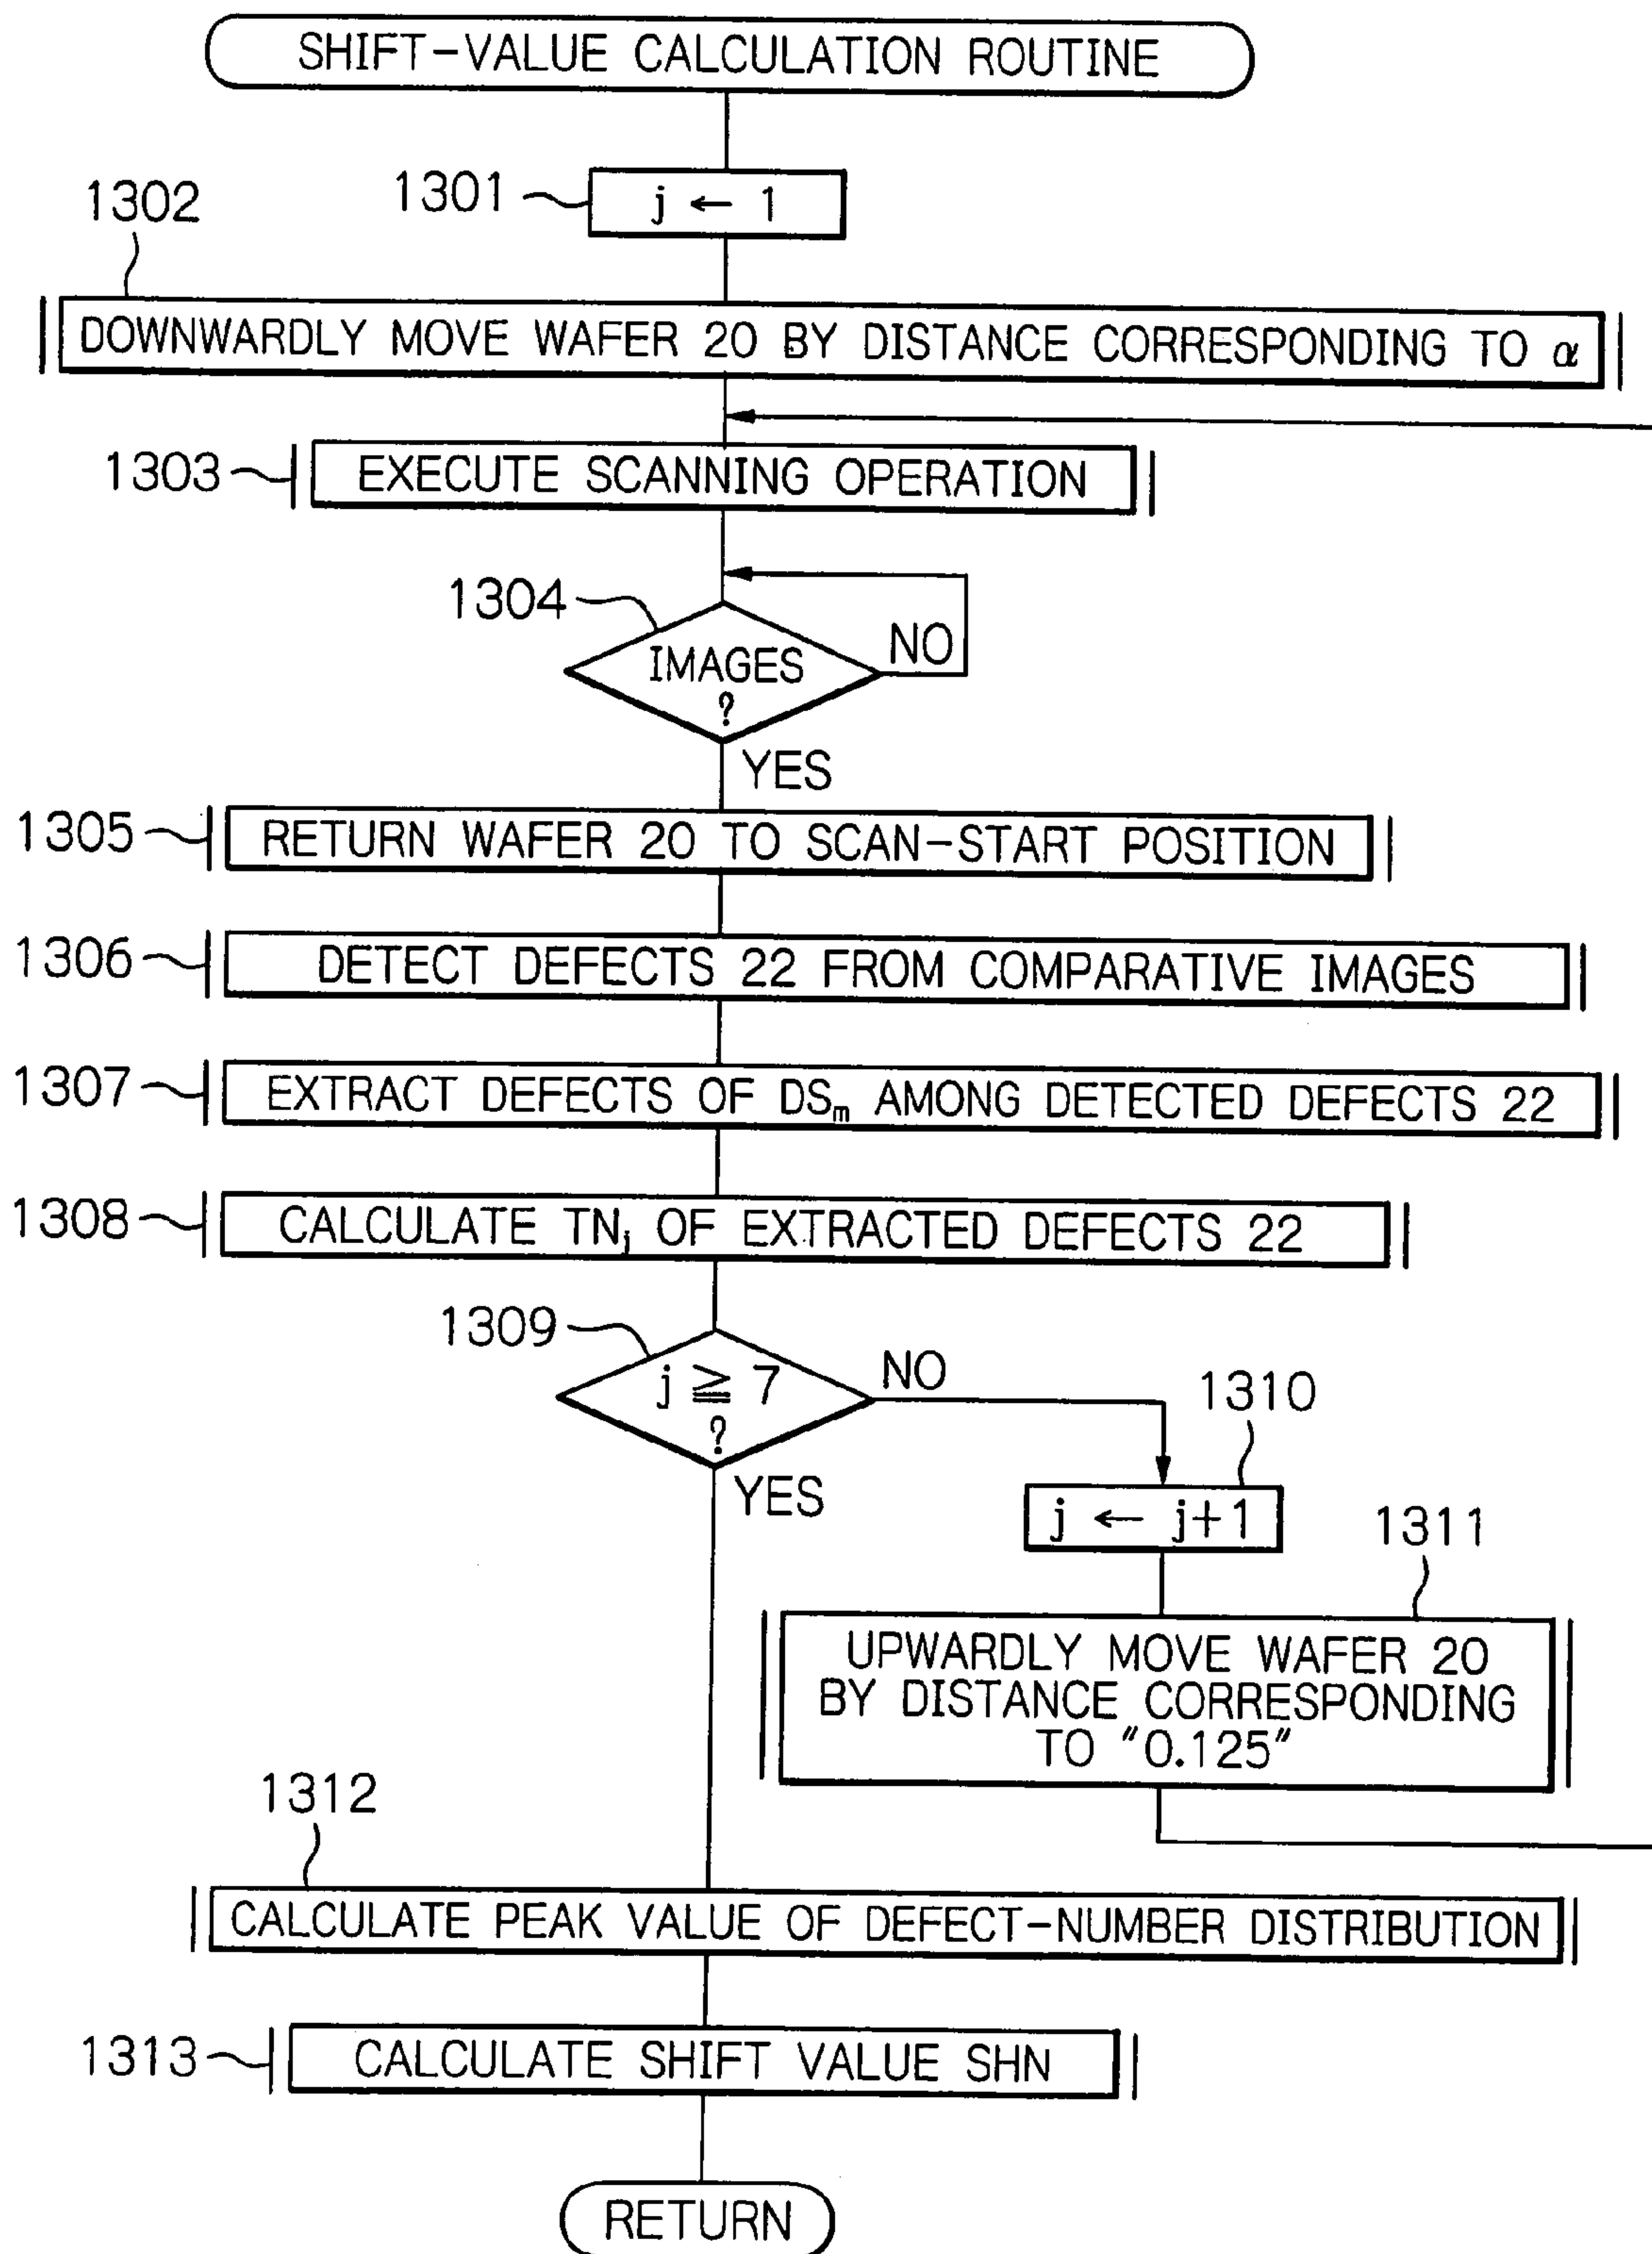 SHIFT-VALUE CALCULATION ROUTINE
1301
j ← 1
1302
DOWNWARDLY MOVE WAFER 20 BY DISTANCE CORRESPONDING TO α
1303
EXECUTE SCANNING OPERATION
1304
IMAGES
?
NO
YES
1305
RETURN WAFER 20 TO SCAN-START POSITION
1306
DETECT DEFECTS 22 FROM COMPARATIVE IMAGES
1307
EXTRACT DEFECTS OF DSm AMONG DETECTED DEFECTS 22
1308
CALCULATE TNj OF EXTRACTED DEFECTS 22
1309
j ≧ 7
?
NO
YES
1310
j ← j+1
1311
UPWARDLY MOVE WAFER 20
BY DISTANCE CORRESPONDING
TO "0.125"
1312
CALCULATE PEAK VALUE OF DEFECT-NUMBER DISTRIBUTION
1313
CALCULATE SHIFT VALUE SHN
RETURN